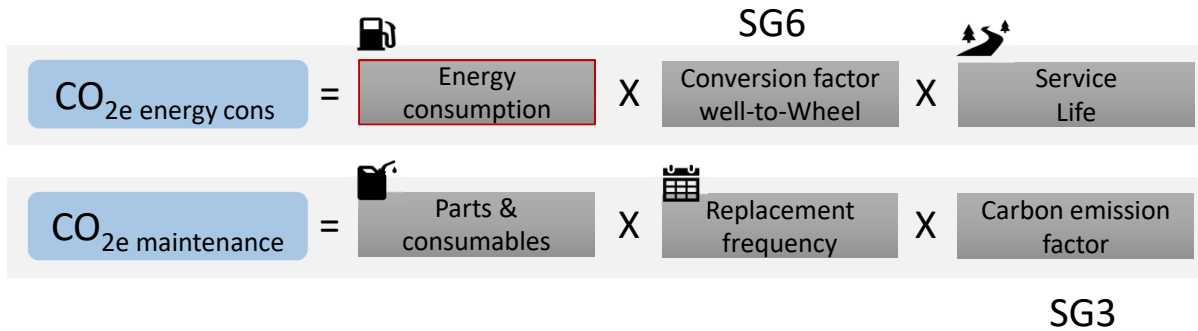 SG6
CO2e energy cons = Energy consumption X Conversion factor well-to-Wheel X Service Life
CO2e maintenance = Parts & consumables X Replacement frequency X Carbon emission factor
SG3